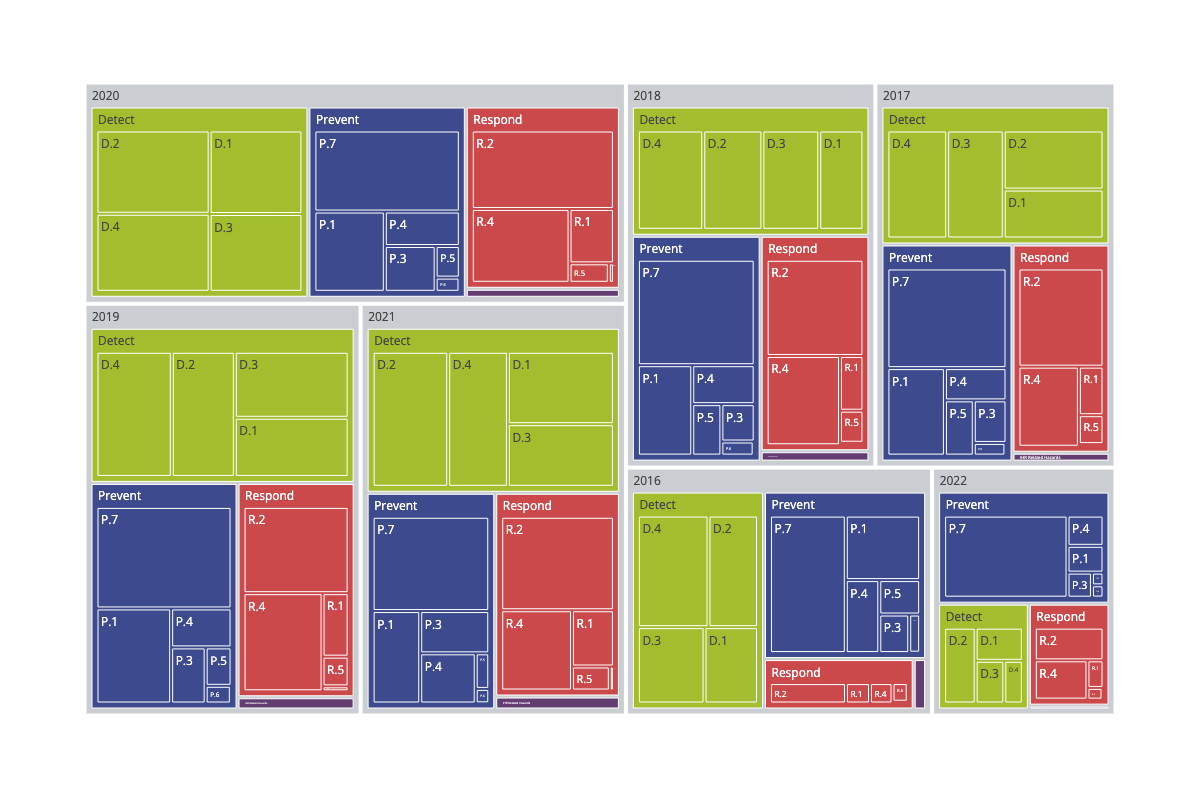 2020
Detect
D.2
D.1
D.4
D.3
Prevent
P.7
P.1
P.4
P.3
P.5
P.6
Respond
R.2
R.4
R.1
R.5
2018
Detect
D.4
D.2
D.3
D.1
Prevent
P.7
P.1
P.4
P.5
P.3
P.6
Respond
R.2
R.4
R.1
R.5
2017
Detect
D.4
D.3
D.2
D.1
Prevent
P.7
P.1
P.4
P.5
P.3
Respond
R.2
R.4
R.1
R.5
EHR Related Hazards
2019
Detect
D.4
D.2
D.3
D.1
Prevent
P.7
P.1
P.4
P.3
P.5
P.6
Respond
R.2
R.4
R.1
R.5
2021
Detect
D.2
D.4
D.1
D.3
Prevent
P.7
P.1
P.3
P.4
P.5
P.6
Respond
R.2
R.4
R.1
R.5
2016
Detect
D.4
D.2
D.3
D.1
Prevent
P.7
P.1
P.4
P.5
P.3
Respond
R.2
R.1
R.4
R.5
2022
Prevent
P.7
P.4
P.1
P.3
Detect
D.2
D.1
D.3
D.4
Respond
R.2
R.4
R.1